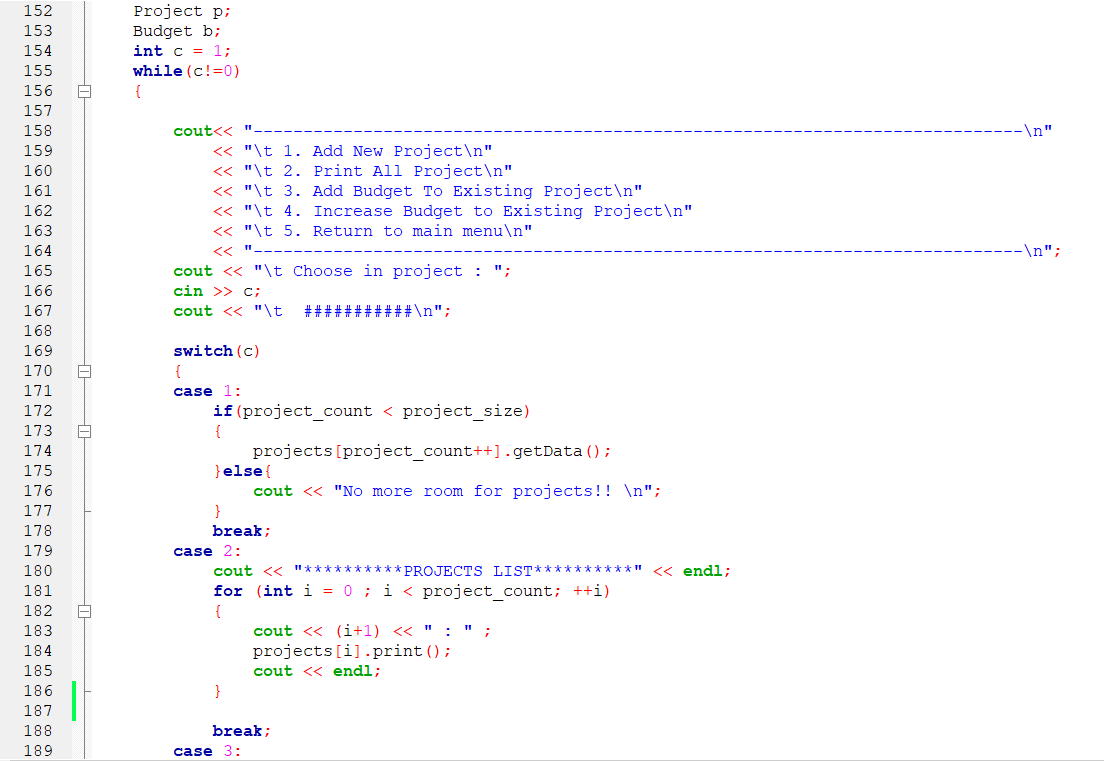 152 Project p;
153 Budget b;
154 int c = 1;
155 while(c!=0)
156 {
157
158 cout<< "-----------------------------------------------------------------------------\n"
159 << "\t 1. Add New Project\n"
160 << "\t 2. Print All Project\n"
161 << "\t 3. Add Budget To Existing Project\n"
162 << "\t 4. Increase Budget to Existing Project\n"
163 << "\t 5. Return to main menu\n"
164 << "-----------------------------------------------------------------------------\n";
165 cout << "\t Choose in project : ";
166 cin >> c;
167 cout << "\t  ###########\n";
168
169 switch(c)
170 {
171 case 1:
172 if(project_count < project_size)
173 {
174 projects[project_count++].getData();
175 }else{
176 cout << "No more room for projects!! \n";
177 }
178 break;
179 case 2:
180 cout << "**********PROJECTS LIST**********" << endl;
181 for (int i = 0 ; i < project_count; ++i)
182 {
183 cout << (i+1) << " : " ;
184 projects[i].print();
185 cout << endl;
186 }
187
188 break;
189 case 3: